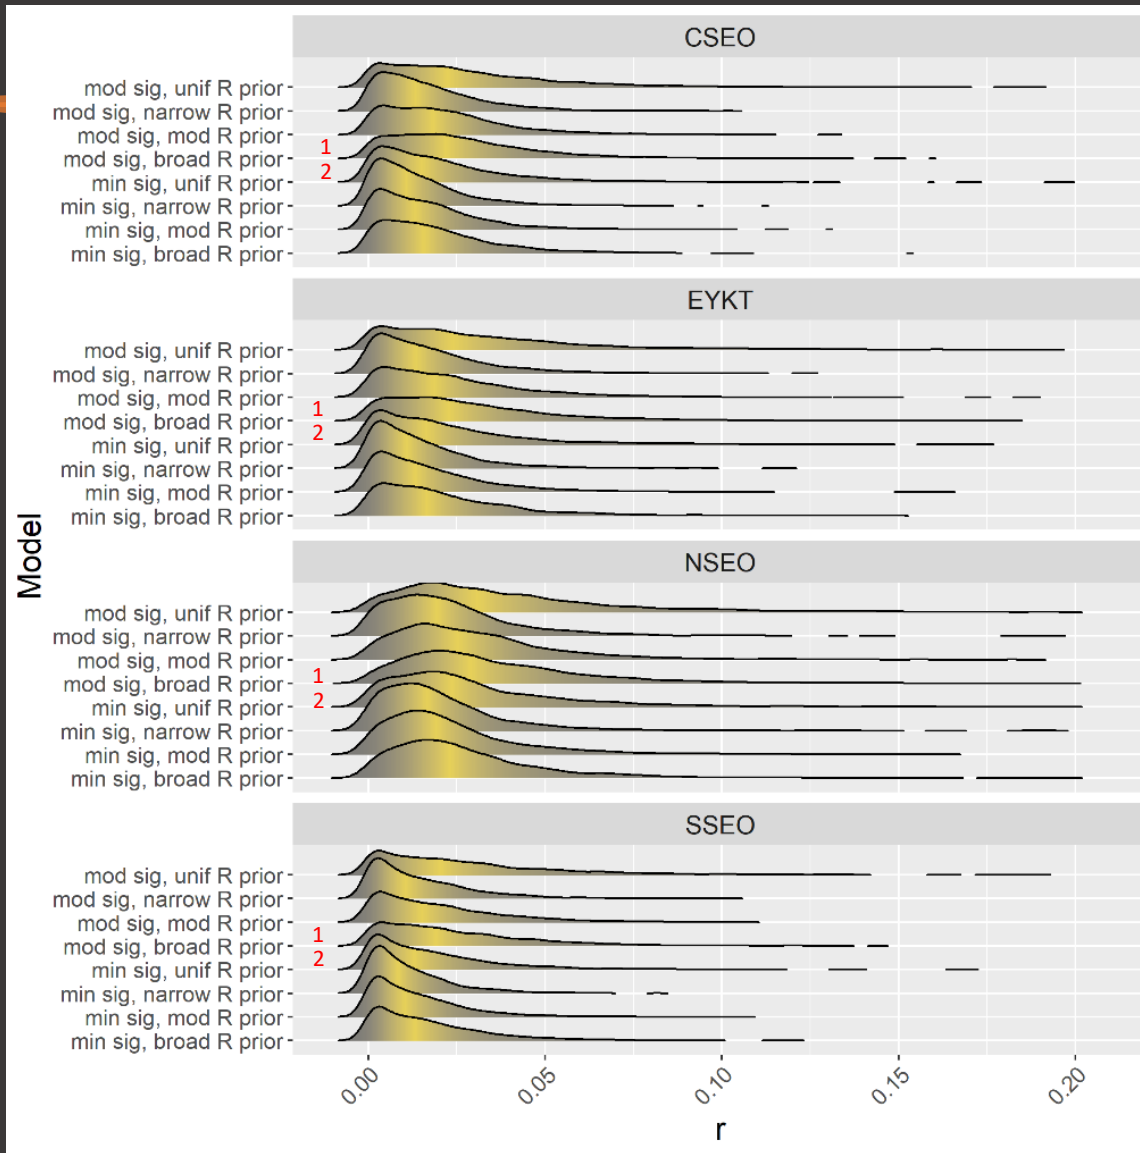 CSEO
mod sig, unif R prior
mod sig, narrow R prior
mod sig, mod R prior
1
mod sig, broad R prior
2
min sig, unif R prior
min sig, narrow R prior
min sig, mod R prior
min sig, broad R prior
EYKT
mod sig, unif R prior
mod sig, narrow R prior
mod sig, mod R prior
1
mod sig, broad R prior
2
min sig, unif R prior
min sig, narrow R prior
min sig, mod R prior
min sig, broad R prior
Model
NSEO
mod sig, unif R prior
mod sig, narrow R prior
mod sig, mod R prior
1
mod sig, broad R prior
2
min sig, unif R prior
min sig, narrow R prior
min sig, mod R prior
min sig, broad R prior
SSEO
mod sig, unif R prior
mod sig, narrow R prior
mod sig, mod R prior
1
mod sig, broad R prior
2
min sig, unif R prior
min sig, narrow R prior
min sig, mod R prior
min sig, broad R prior
0.00 0.05 0.10 0.15 0.20
r